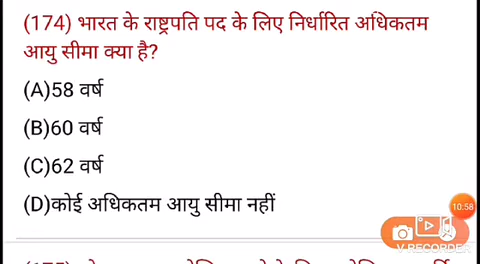 (174) भारत के राष्ट्रपति पद के लिए निर्धारित अधिकतम
आयु सीमा क्या है?
(A)58 वर्ष
(B)60 वर्ष
(C)62 वर्ष
(D)कोई अधिकतम आयु सीमा नहीं
10:58
V RECORDER